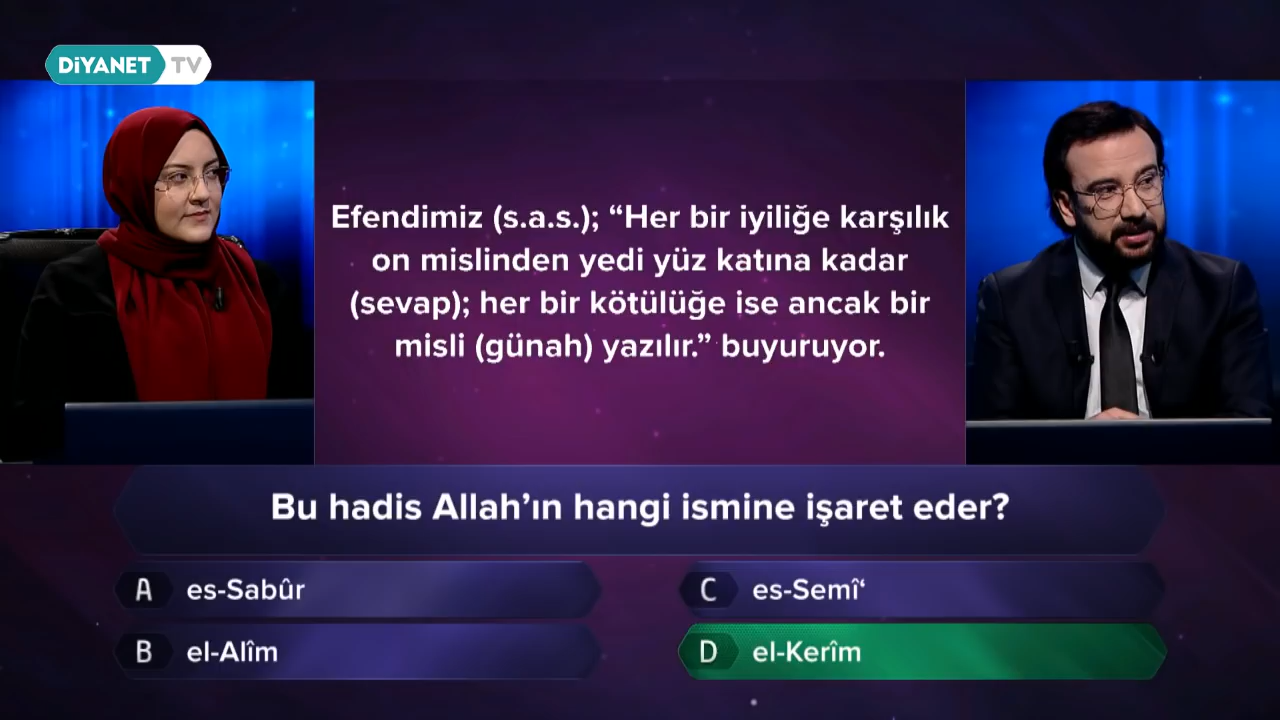 DİYANET TV
Efendimiz (s.a.s.); “Her bir iyiliğe karşılık
on mislinden yedi yüz katına kadar
(sevap); her bir kötülüğe ise ancak bir
misli (günah) yazılır.” buyuruyor.
Bu hadis Allah’ın hangi ismine işaret eder?
A es-Sabûr
B el-Alîm
C es-Semî‘
D el-Kerîm